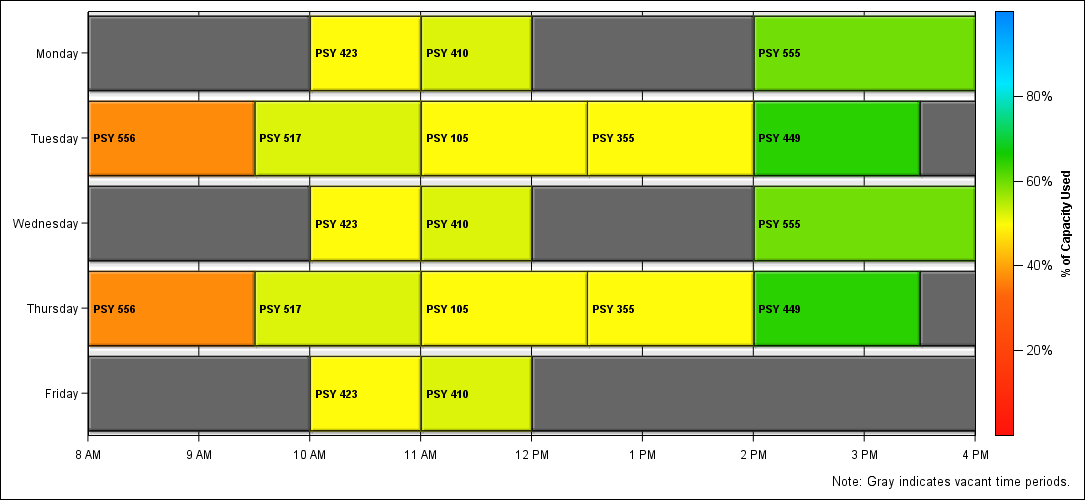 Monday
PSY 423
PSY 410
PSY 555
Tuesday
PSY 556
PSY 517
PSY 105
PSY 355
PSY 449
Wednesday
PSY 423
PSY 410
PSY 555
Thursday
PSY 556
PSY 517
PSY 105
PSY 355
PSY 449
Friday
PSY 423
PSY 410
8 AM
9 AM
10 AM
11 AM
12 PM
1 PM
2 PM
3 PM
4 PM
80%
60%
40%
20%
% of Capacity Used
Note: Gray indicates vacant time periods.